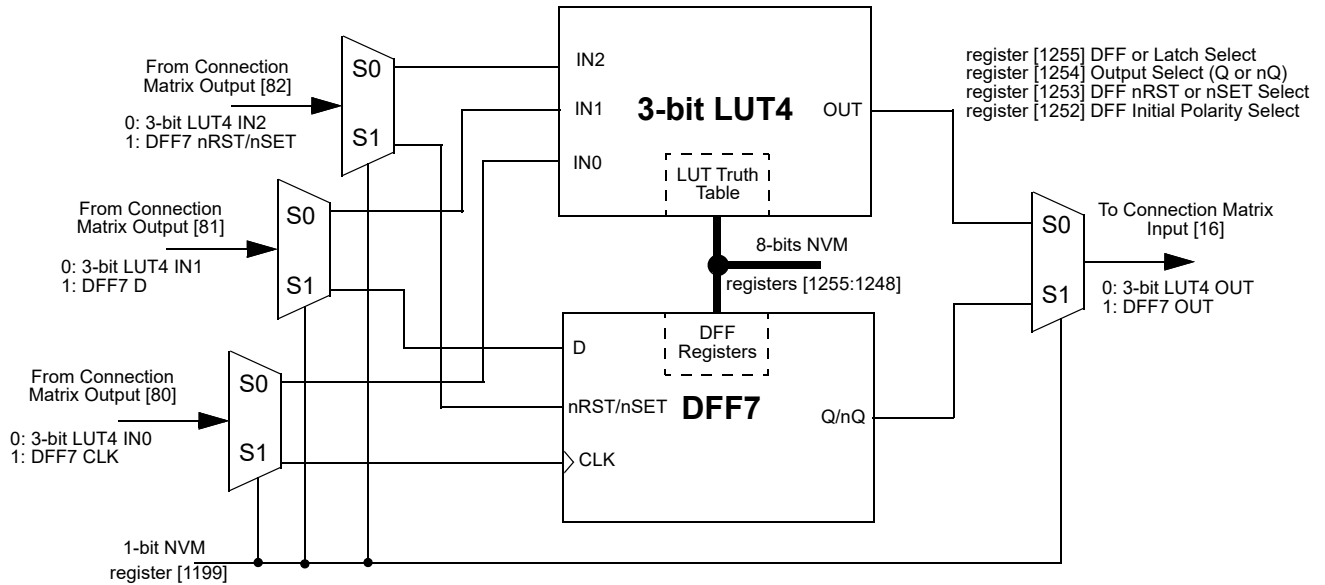 From Connection
Matrix Output [82]
0: 3-bit LUT4 IN2
1: DFF7 nRST/nSET
S0
S1
From Connection
Matrix Output [81]
0: 3-bit LUT4 IN1
1: DFF7 D
S0
S1
From Connection
Matrix Output [80]
0: 3-bit LUT4 IN0
1: DFF7 CLK
S0
S1
1-bit NVM
register [1199]
IN2
IN1
IN0
3-bit LUT4
OUT
LUT Truth
Table
8-bits NVM
registers [1255:1248]
DFF
Registers
D
nRST/nSET
CLK
DFF7
Q/nQ
register [1255] DFF or Latch Select
register [1254] Output Select (Q or nQ)
register [1253] DFF nRST or nSET Select
register [1252] DFF Initial Polarity Select
S0
S1
To Connection Matrix
Input [16]
0: 3-bit LUT4 OUT
1: DFF7 OUT